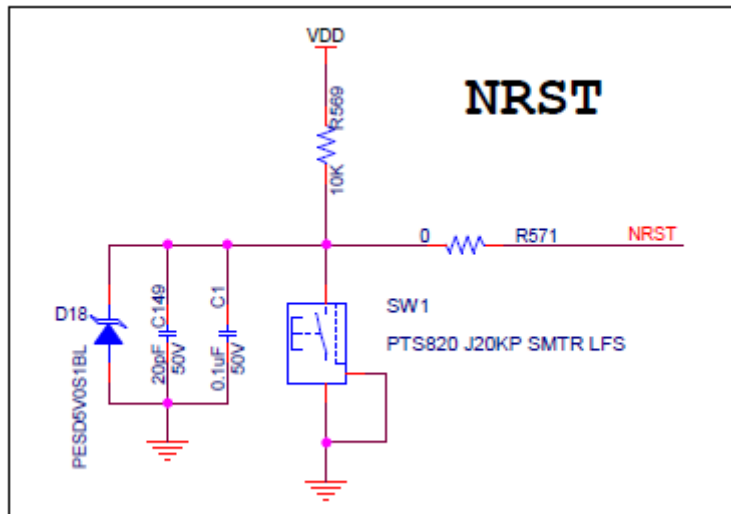 VDD
NRST
R569
10K
0
R571
NRST
D18
PESD5V0S1BL
C149
20pF
50V
C1
0.1uF
50V
SW1
PTS820 J20KP SMTR LFS